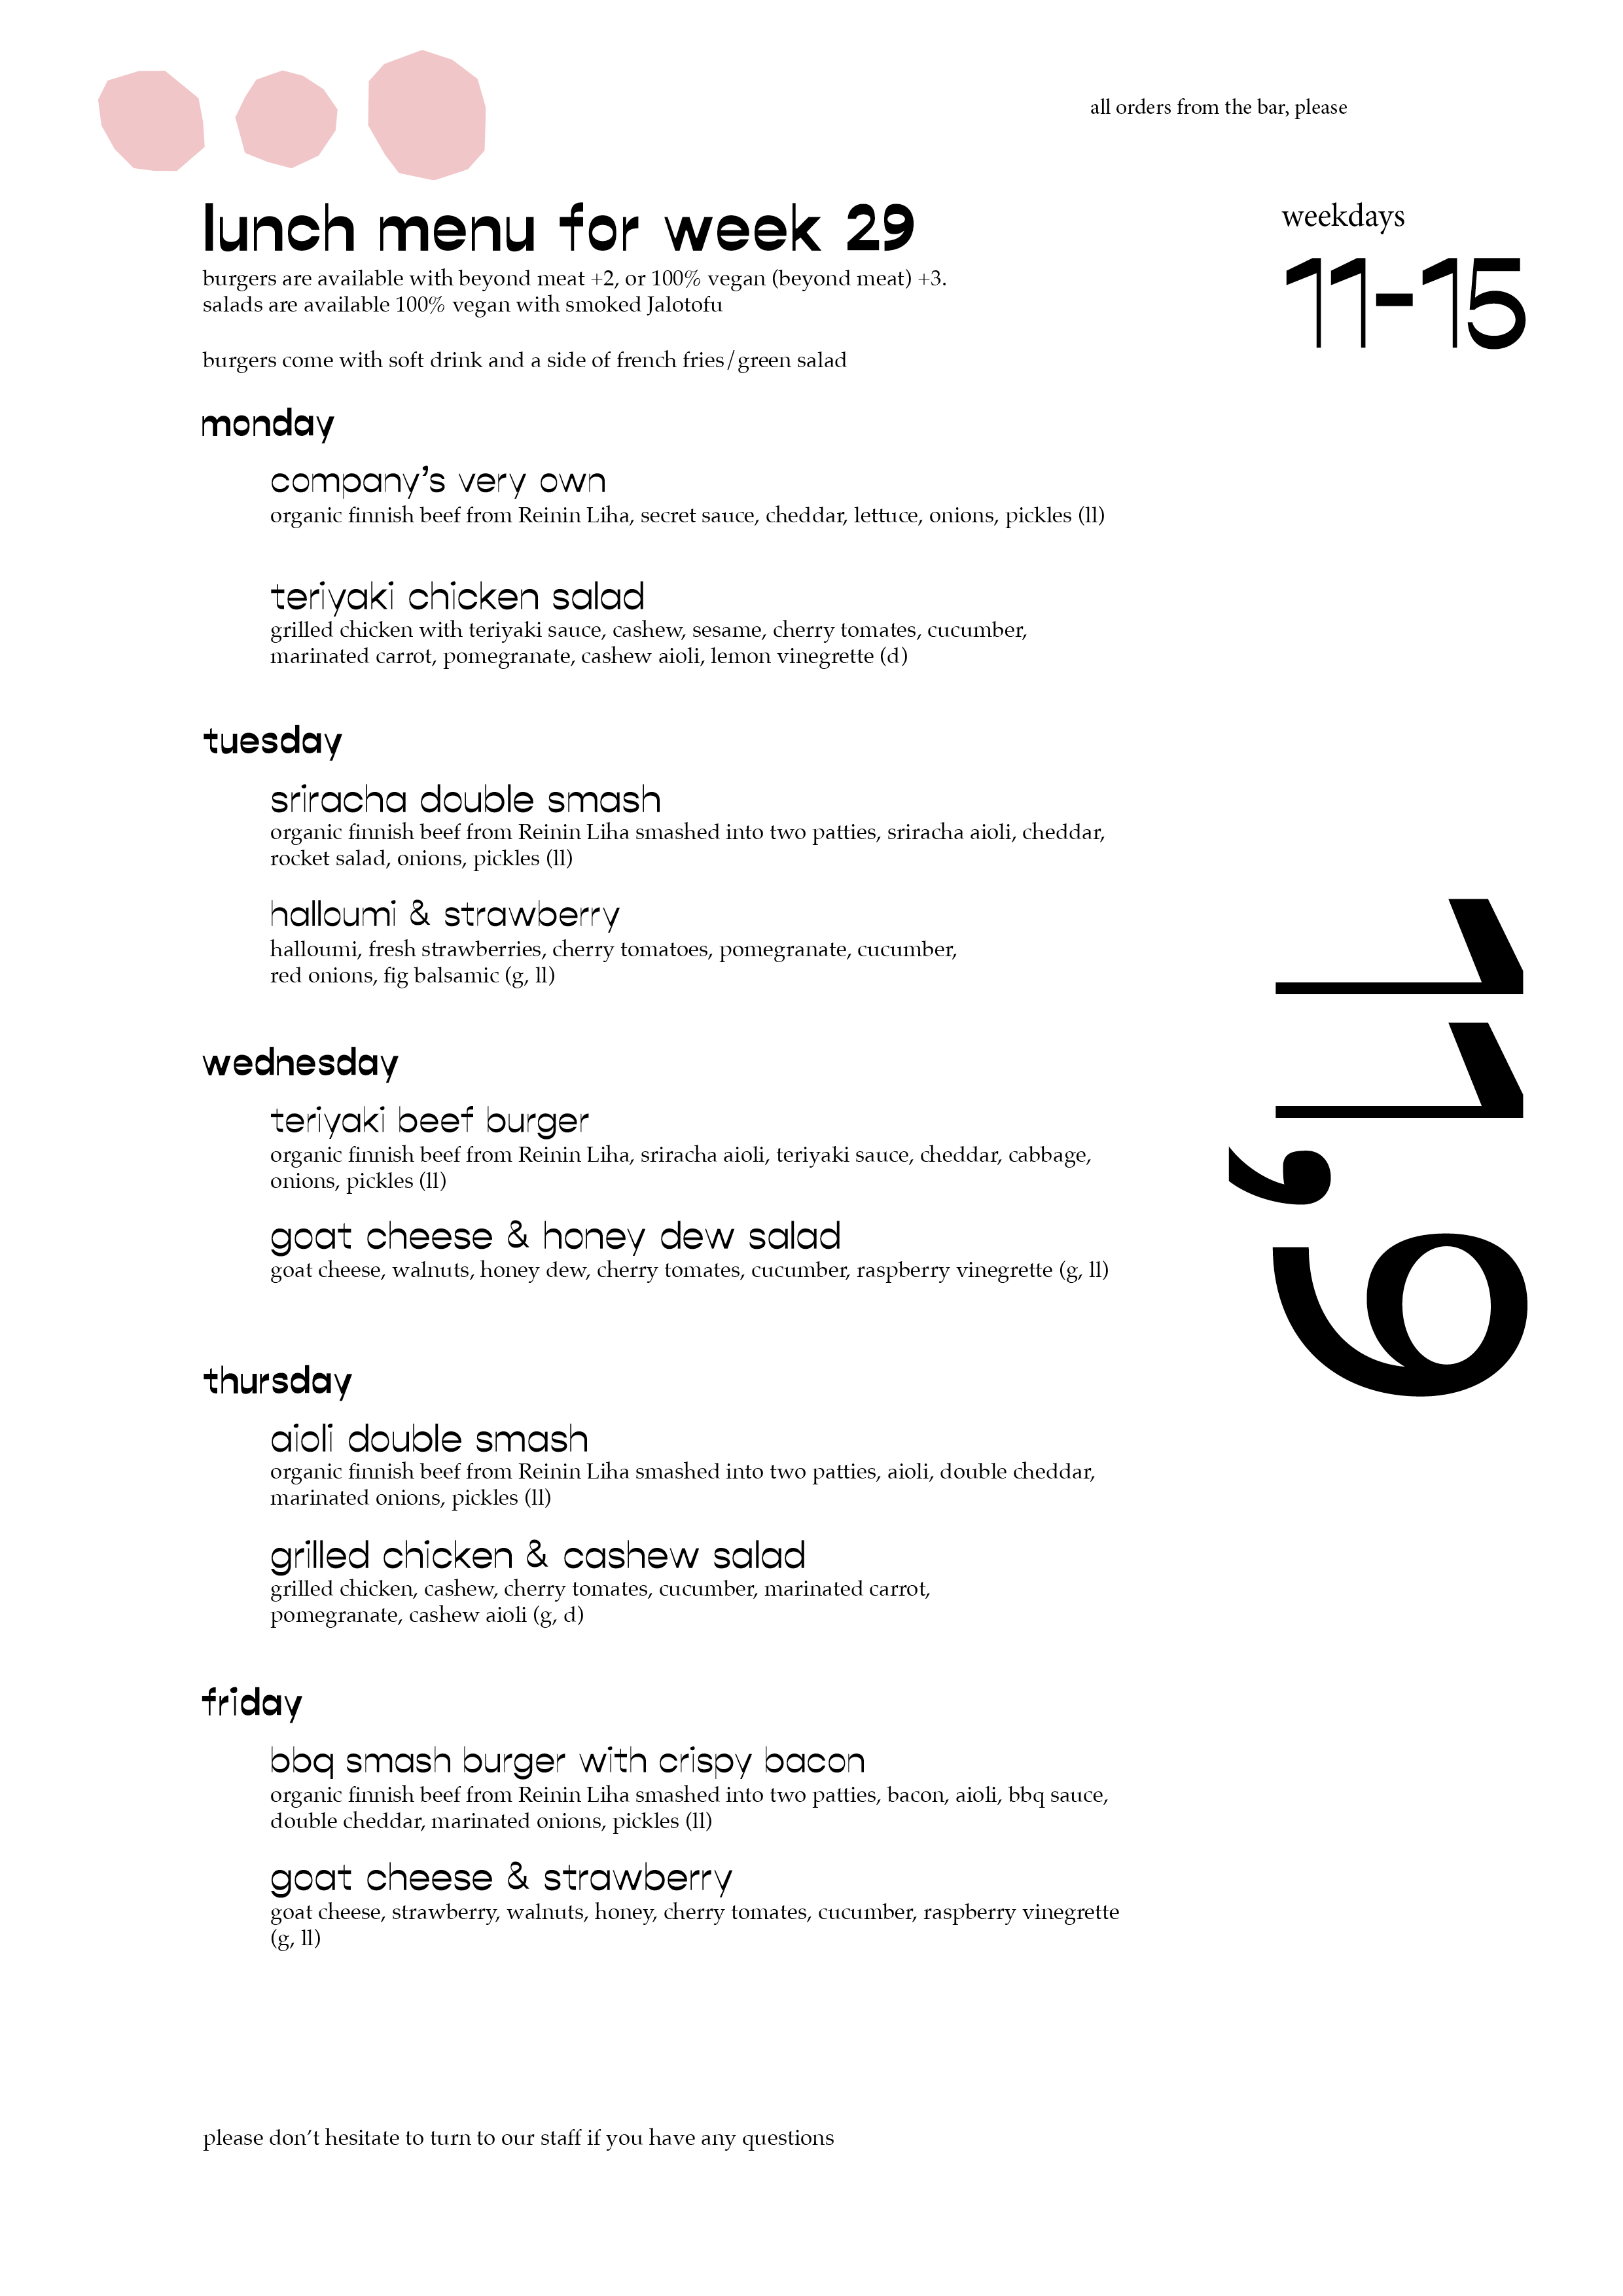 all orders from the bar, please
lunch menu for week 29
burgers are available with beyond meat +2, or 100% vegan (beyond meat) +3.
salads are available 100% vegan with smoked Jalotofu
burgers come with soft drink and a side of french fries/green salad
weekdays
11-15
monday
company's very own
organic finnish beef from Reinin Liha, secret sauce, cheddar, lettuce, onions, pickles (ll)
teriyaki chicken salad
grilled chicken with teriyaki sauce, cashew, sesame, cherry tomates, cucumber,
marinated carrot, pomegranate, cashew aioli, lemon vinegrette (d)
tuesday
sriracha double smash
organic finnish beef from Reinin Liha smashed into two patties, sriracha aioli, cheddar,
rocket salad, onions, pickles (ll)
halloumi & strawberry
halloumi, fresh strawberries, cherry tomatoes, pomegranate, cucumber,
red onions, fig balsamic (g, ll)
wednesday
teriyaki beef burger
organic finnish beef from Reinin Liha, sriracha aioli, teriyaki sauce, cheddar, cabbage,
onions, pickles (ll)
goat cheese & honey dew salad
goat cheese, walnuts, honey dew, cherry tomates, cucumber, raspberry vinegrette (g, ll)
11,9
thursday
aioli double smash
organic finnish beef from Reinin Liha smashed into two patties, aioli, double cheddar,
marinated onions, pickles (ll)
grilled chicken & cashew salad
grilled chicken, cashew, cherry tomates, cucumber, marinated carrot,
pomegranate, cashew aioli (g, d)
friday
bbq smash burger with crispy bacon
organic finnish beef from Reinin Liha smashed into two patties, bacon, aioli, bbq sauce,
double cheddar, marinated onions, pickles (ll)
goat cheese & strawberry
goat cheese, strawberry, walnuts, honey, cherry tomates, cucumber, raspberry vinegrette
(g, ll)
please don't hesitate to turn to our staff if you have any questions